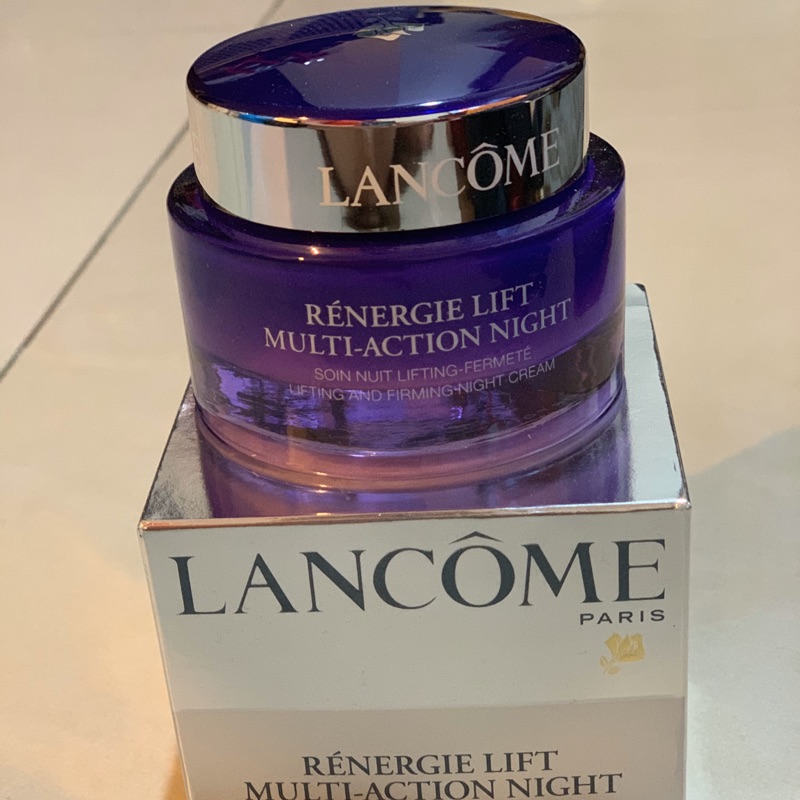 LANCÔME
RÉNERGIE LIFT
MULTI-ACTION NIGHT
SOIN NUIT LIFTING-FERMETÉ
LIFTING AND FIRMING NIGHT CREAM
LANCÔME
PARIS
RÉNERGIE LIFT
MULTI-ACTION NIGHT